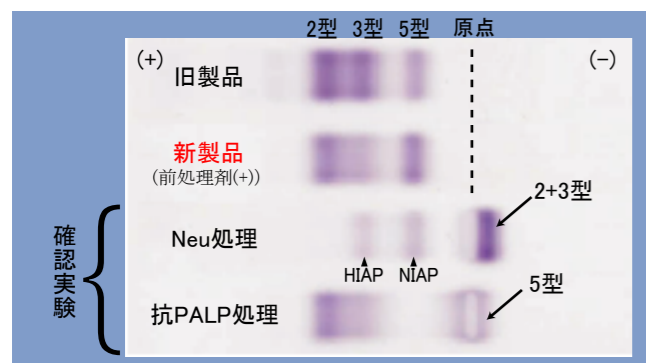 2型 3型 5型 原点
(+) (-)
旧製品
新製品
(前処理剤(+))
2+3型
Neu処理
HIAP NIAP
確認実験
5型
抗PALP処理